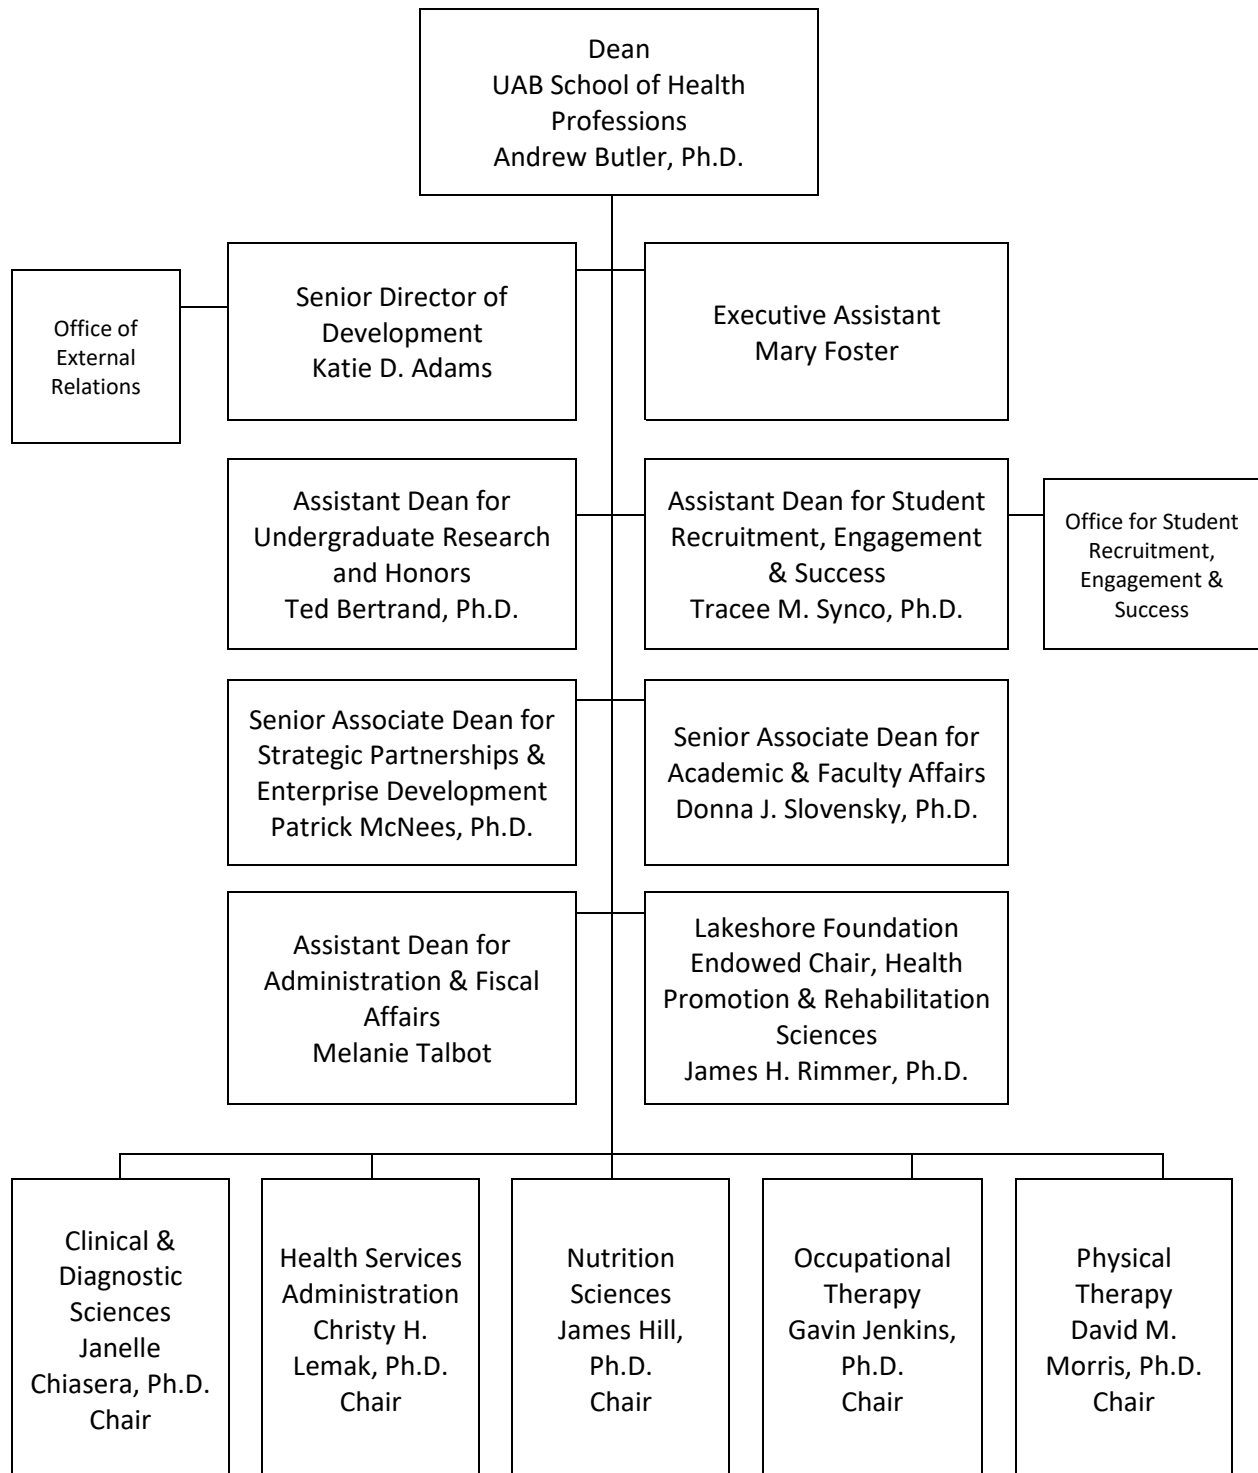 Dean
UAB School of Health
Professions
Andrew Butler, Ph.D.
Office of
External
Relations
Senior Director of
Development
Katie D. Adams
Executive Assistant
Mary Foster
Assistant Dean for
Undergraduate Research
and Honors
Ted Bertrand, Ph.D.
Assistant Dean for Student
Recruitment, Engagement
& Success
Tracee M. Synco, Ph.D.
Office for Student
Recruitment,
Engagement &
Success
Senior Associate Dean for
Strategic Partnerships &
Enterprise Development
Patrick McNees, Ph.D.
Senior Associate Dean for
Academic & Faculty Affairs
Donna J. Slovensky, Ph.D.
Assistant Dean for
Administration & Fiscal
Affairs
Melanie Talbot
Lakeshore Foundation
Endowed Chair, Health
Promotion & Rehabilitation
Sciences
James H. Rimmer, Ph.D.
Clinical &
Diagnostic
Sciences
Janelle
Chiasera, Ph.D.
Chair
Health Services
Administration
Christy H.
Lemak, Ph.D.
Chair
Nutrition
Sciences
James Hill,
Ph.D.
Chair
Occupational
Therapy
Gavin Jenkins,
Ph.D.
Chair
Physical
Therapy
David M.
Morris, Ph.D.
Chair